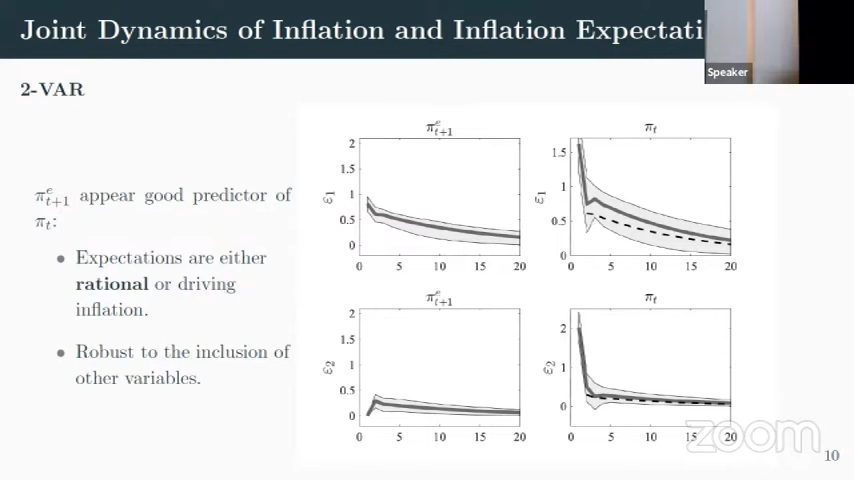 Joint Dynamics of Inflation and Inflation Expectati
Speaker
2-VAR
π^e_{t+1} appear good predictor of
π_t:
• Expectations are either
rational or driving
inflation.
• Robust to the inclusion of
other variables.
π^e_{t+1}
ε_1
2
1.5
1
0.5
0
0 5 10 15 20
π_t
ε_1
1.5
1
0.5
0
0 5 10 15 20
π^e_{t+1}
ε_2
2
1.5
1
0.5
0
0 5 10 15 20
π_t
ε_2
2
1
0
0 5 10 15 20
zoom
10